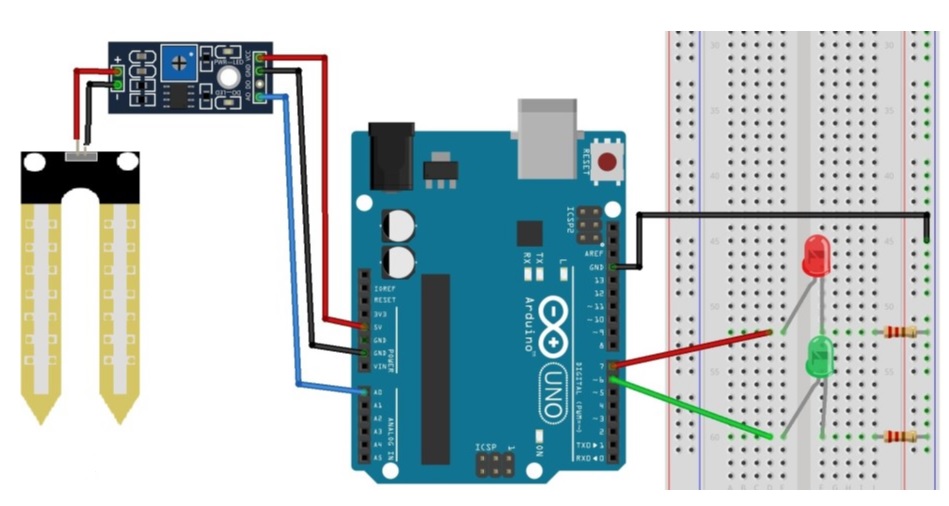 +
-
PWR-LED
DO-LED
VCC
GND
DO
AO
RESET
ICSP2
AREF
GND
13
12
~11
~10
~9
8
7
~6
~5
4
~3
2
TXD▶1
RXD◀0
DIGITAL (PWM=~)
TX
RX
L
Arduino™
UNO
ON
ICSP
1
IOREF
RESET
3V3
5V
GND
GND
VIN
POWER
A0
A1
A2
A3
A4
A5
ANALOG IN
30
30
35
35
40
40
45
45
50
50
55
55
60
60